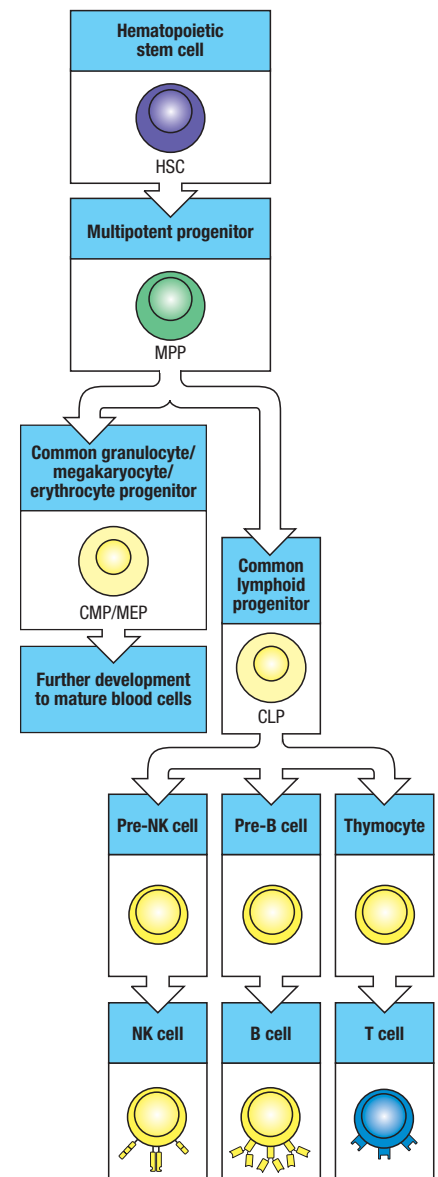 Hematopoietic
stem cell
HSC
Multipotent progenitor
MPP
Common granulocyte/
megakaryocyte/
erythrocyte progenitor
CMP/MEP
Further development
to mature blood cells
Common
lymphoid
progenitor
CLP
Pre-NK cell
Pre-B cell
Thymocyte
NK cell
B cell
T cell